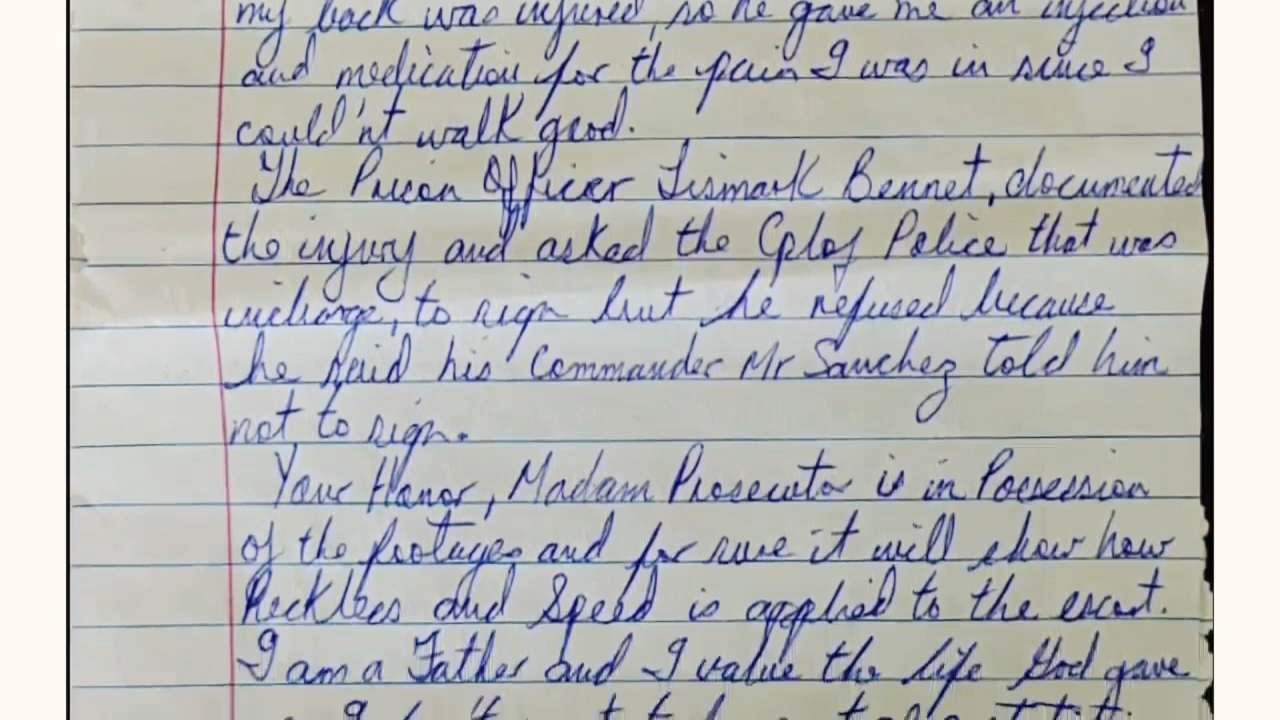 my back was injured, so he gave me an injection
and medication for the pain I was in since I
could'nt walk good.
The Prison Officer Lismark Bennet, documented
the injury and asked the Cpl of Police that was
incharge, to sign but he refused because
he said his Commander Mr Sanchez told him
not to sign.
Your Honor, Madam Prosecutor is in Possession
of the footages and for sure it will show how
Reckless and Speed is applied to the escort.
I am a Father and I value the life God gave